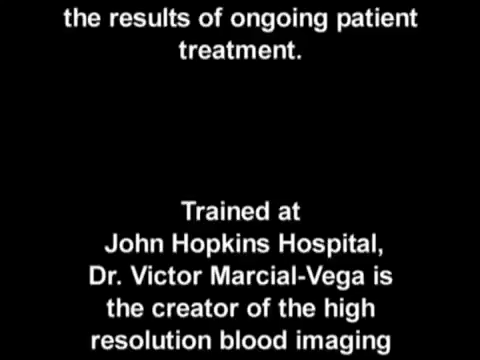 the results of ongoing patient
treatment.
Trained at
John Hopkins Hospital,
Dr. Victor Marcial-Vega is
the creator of the high
resolution blood imaging